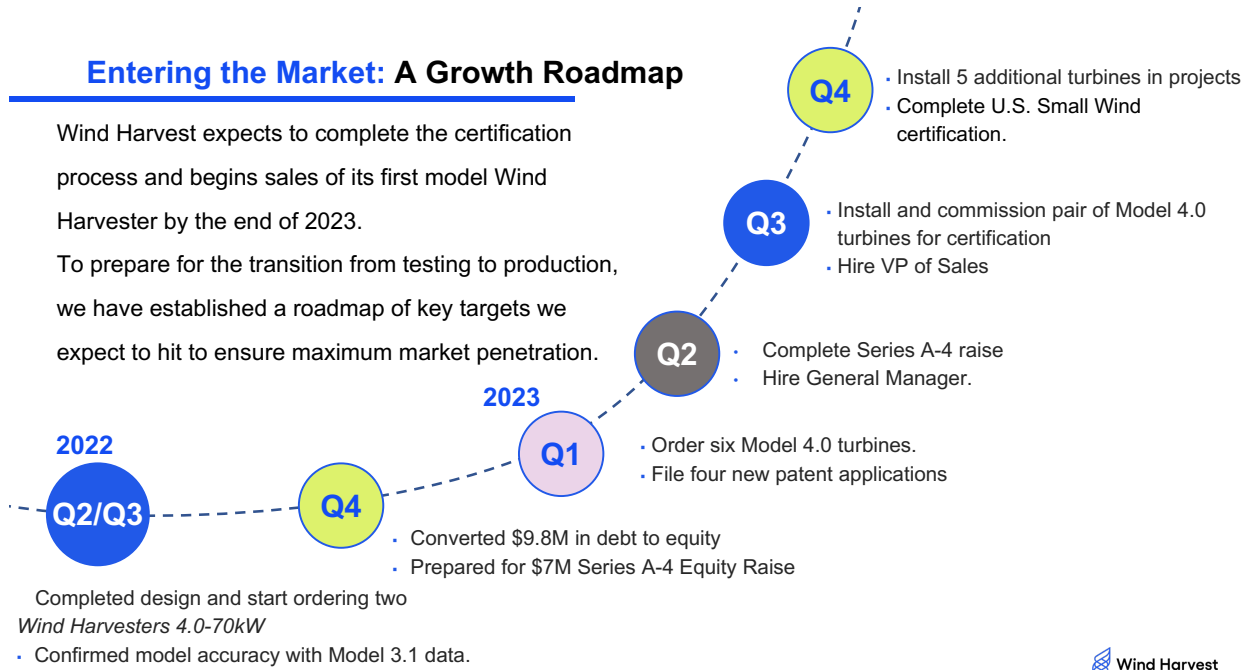 Entering the Market: A Growth Roadmap
Wind Harvest expects to complete the certification
process and begins sales of its first model Wind
Harvester by the end of 2023.
To prepare for the transition from testing to production,
we have established a roadmap of key targets we
expect to hit to ensure maximum market penetration.
2022
Q2/Q3
Completed design and start ordering two
Wind Harvesters 4.0-70kW
▪ Confirmed model accuracy with Model 3.1 data.
Q4
▪ Converted $9.8M in debt to equity
▪ Prepared for $7M Series A-4 Equity Raise
2023
Q1
▪ Order six Model 4.0 turbines.
▪ File four new patent applications
Q2
▪ Complete Series A-4 raise
▪ Hire General Manager.
Q3
▪ Install and commission pair of Model 4.0
turbines for certification
▪ Hire VP of Sales
Q4
▪ Install 5 additional turbines in projects
▪ Complete U.S. Small Wind
certification.
Wind Harvest